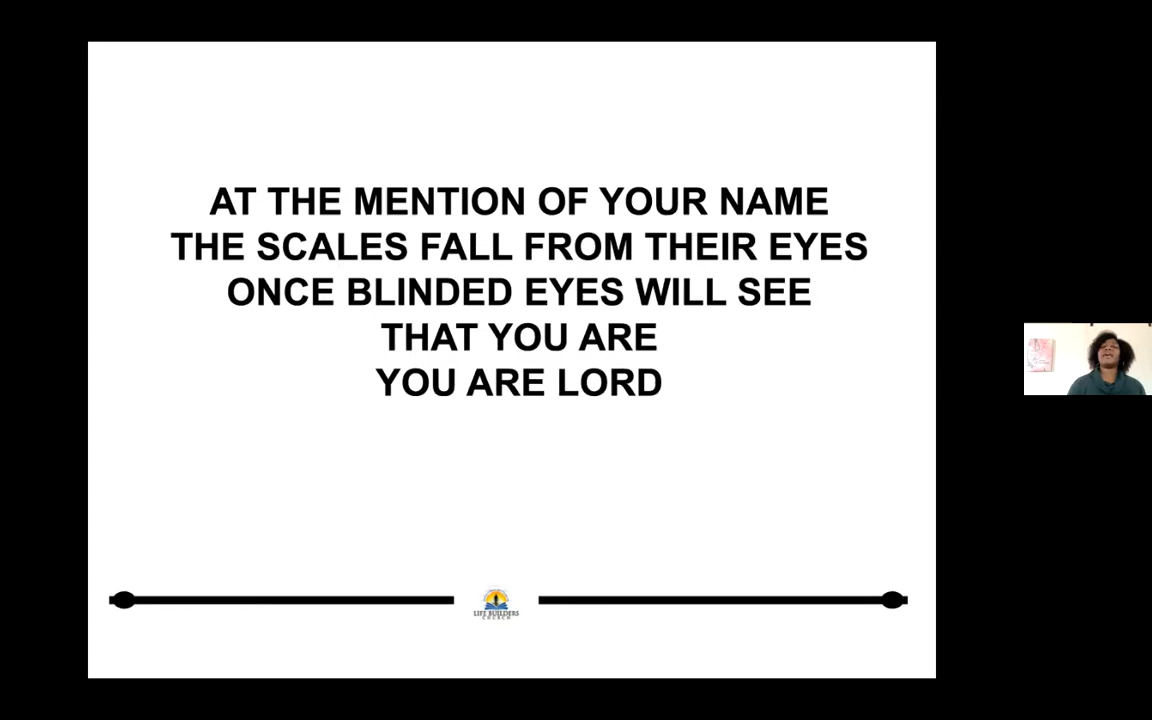 AT THE MENTION OF YOUR NAME
THE SCALES FALL FROM THEIR EYES
ONCE BLINDED EYES WILL SEE
THAT YOU ARE
YOU ARE LORD
LIFE BUILDERS
CHURCH